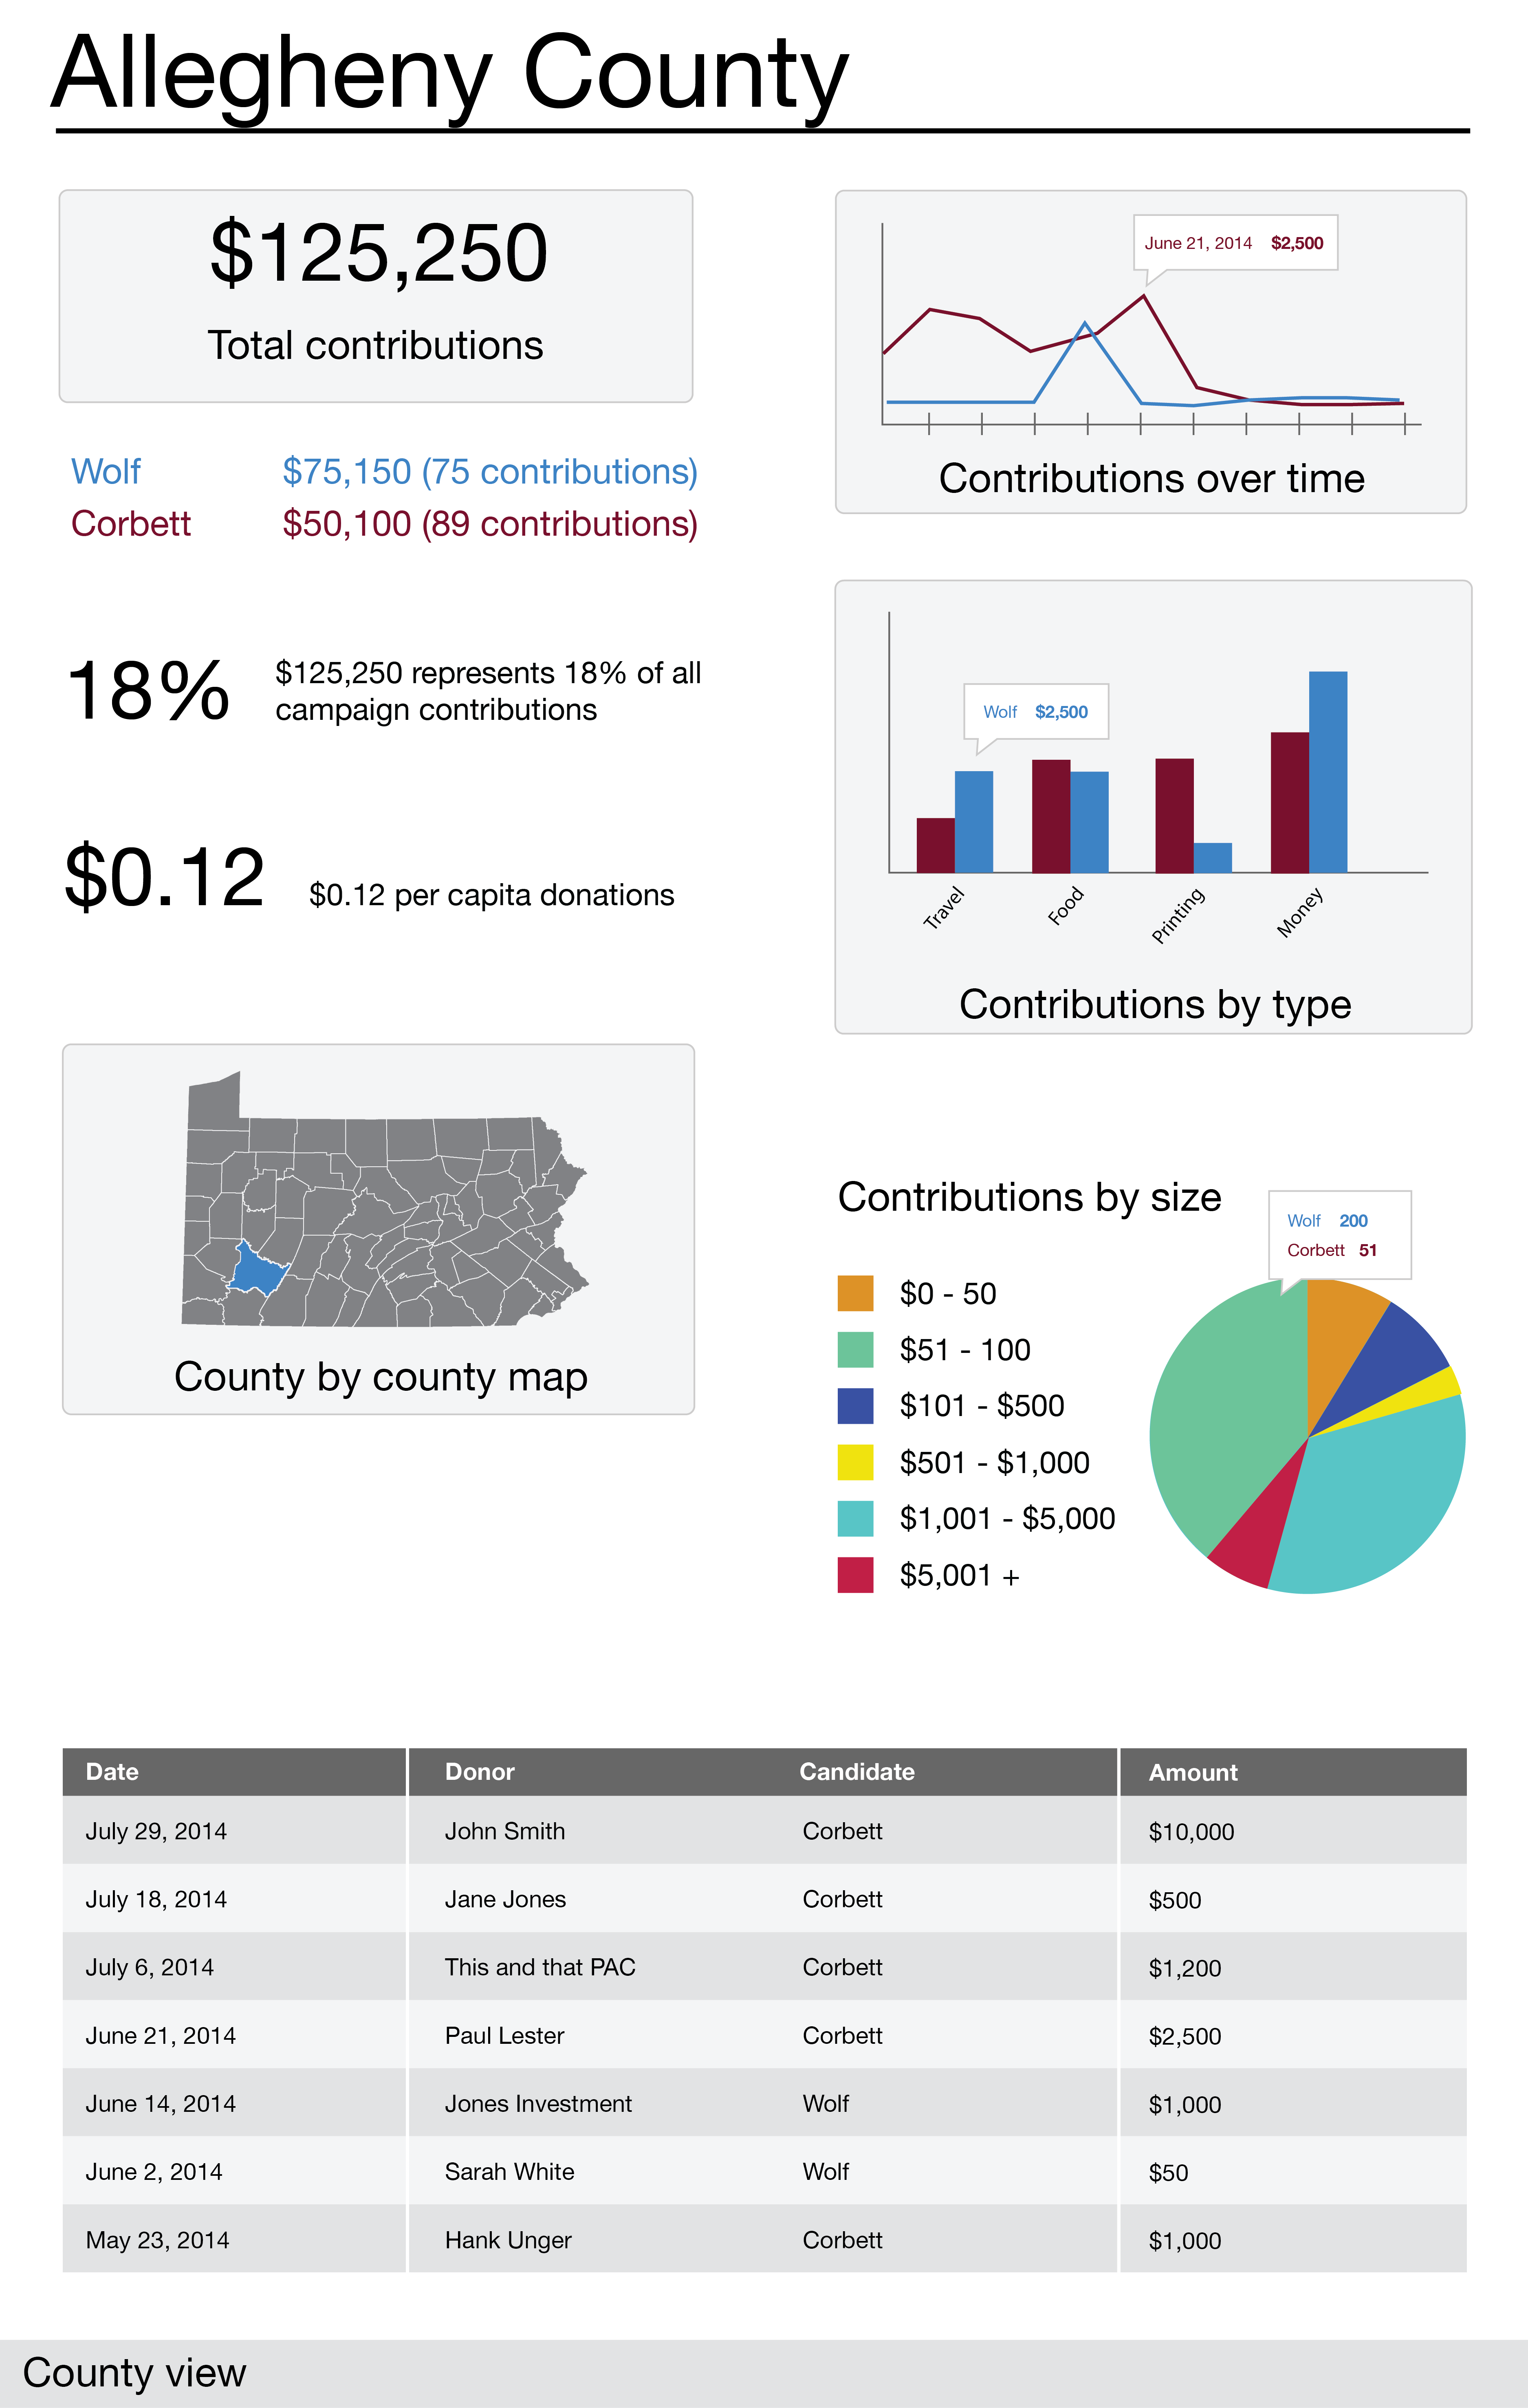 Allegheny County
$125,250
Total contributions
Wolf $75,150 (75 contributions)
Corbett $50,100 (89 contributions)
18%
$125,250 represents 18% of all
campaign contributions
$0.12
$0.12 per capita donations
County by county map
June 21, 2014 $2,500
Contributions over time
Wolf $2,500
Travel
Food
Printing
Money
Contributions by type
Contributions by size
Wolf 200
Corbett 51
$0 - 50
$51 - 100
$101 - $500
$501 - $1,000
$1,001 - $5,000
$5,001 +
Date Donor Candidate Amount
July 29, 2014 John Smith Corbett $10,000
July 18, 2014 Jane Jones Corbett $500
July 6, 2014 This and that PAC Corbett $1,200
June 21, 2014 Paul Lester Corbett $2,500
June 14, 2014 Jones Investment Wolf $1,000
June 2, 2014 Sarah White Wolf $50
May 23, 2014 Hank Unger Corbett $1,000
County view